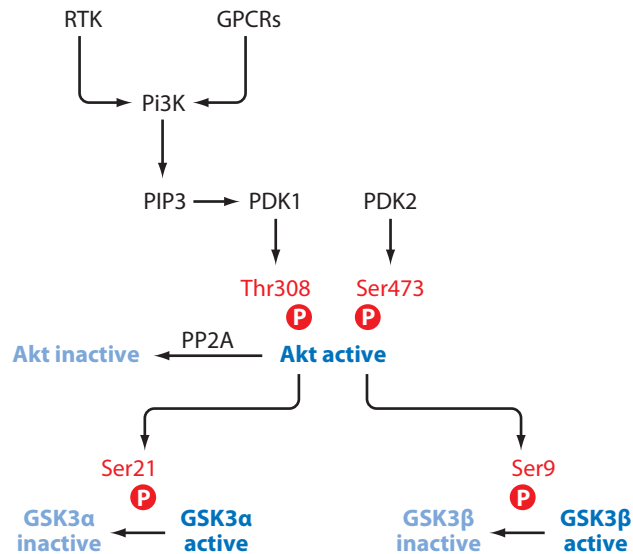 RTK GPCRs
Pi3K
PIP3 PDK1 PDK2
Thr308 Ser473
P P
PP2A
Akt inactive Akt active
Ser21 Ser9
P P
GSK3α GSK3α GSK3β GSK3β
inactive active inactive active